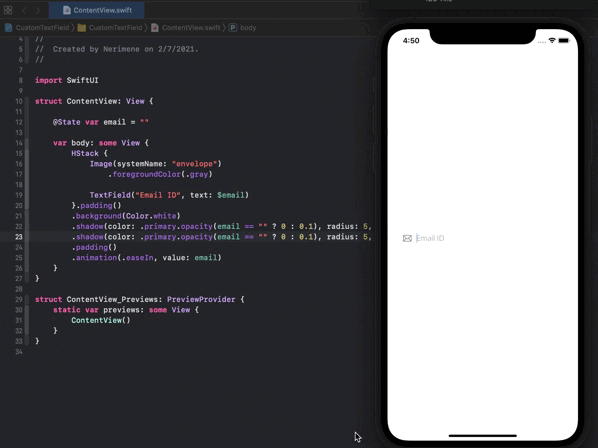 ContentView.swift
CustomTextField CustomTextField ContentView.swift P body
4 //
5 // Created by Nerimene on 2/7/2021.
6 //
7
8 import SwiftUI
9
10 struct ContentView: View {
11
12 @State var email = ""
13
14 var body: some View {
15 HStack {
16 Image(systemName: "envelope")
17 .foregroundColor(.gray)
18
19 TextField("Email ID", text: $email)
20 }.padding()
21 .background(Color.white)
22 .shadow(color: .primary.opacity(email == "" ? 0 : 0.1), radius: 5,
23 .shadow(color: .primary.opacity(email == "" ? 0 : 0.1), radius: 5,
24 .padding()
25 .animation(.easeIn, value: email)
26 }
27 }
28
29 struct ContentView_Previews: PreviewProvider {
30 static var previews: some View {
31 ContentView()
32 }
33 }
34
4:50
Email ID